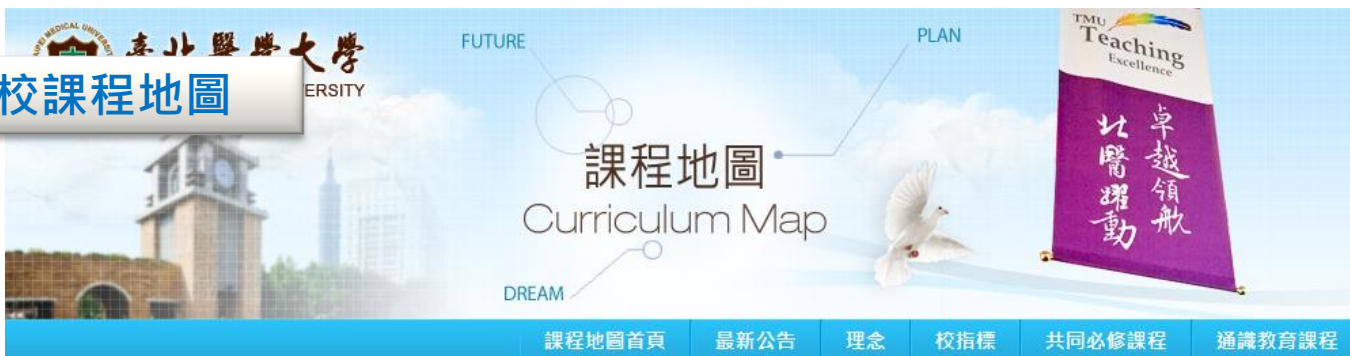 臺北醫學大學
ERSITY
校課程地圖
FUTURE
PLAN
課程地圖
Curriculum Map
DREAM
TMU
Teaching
Excellence
卓越領航
北醫躍動
課程地圖首頁
最新公告
理念
校指標
共同必修課程
通識教育課程